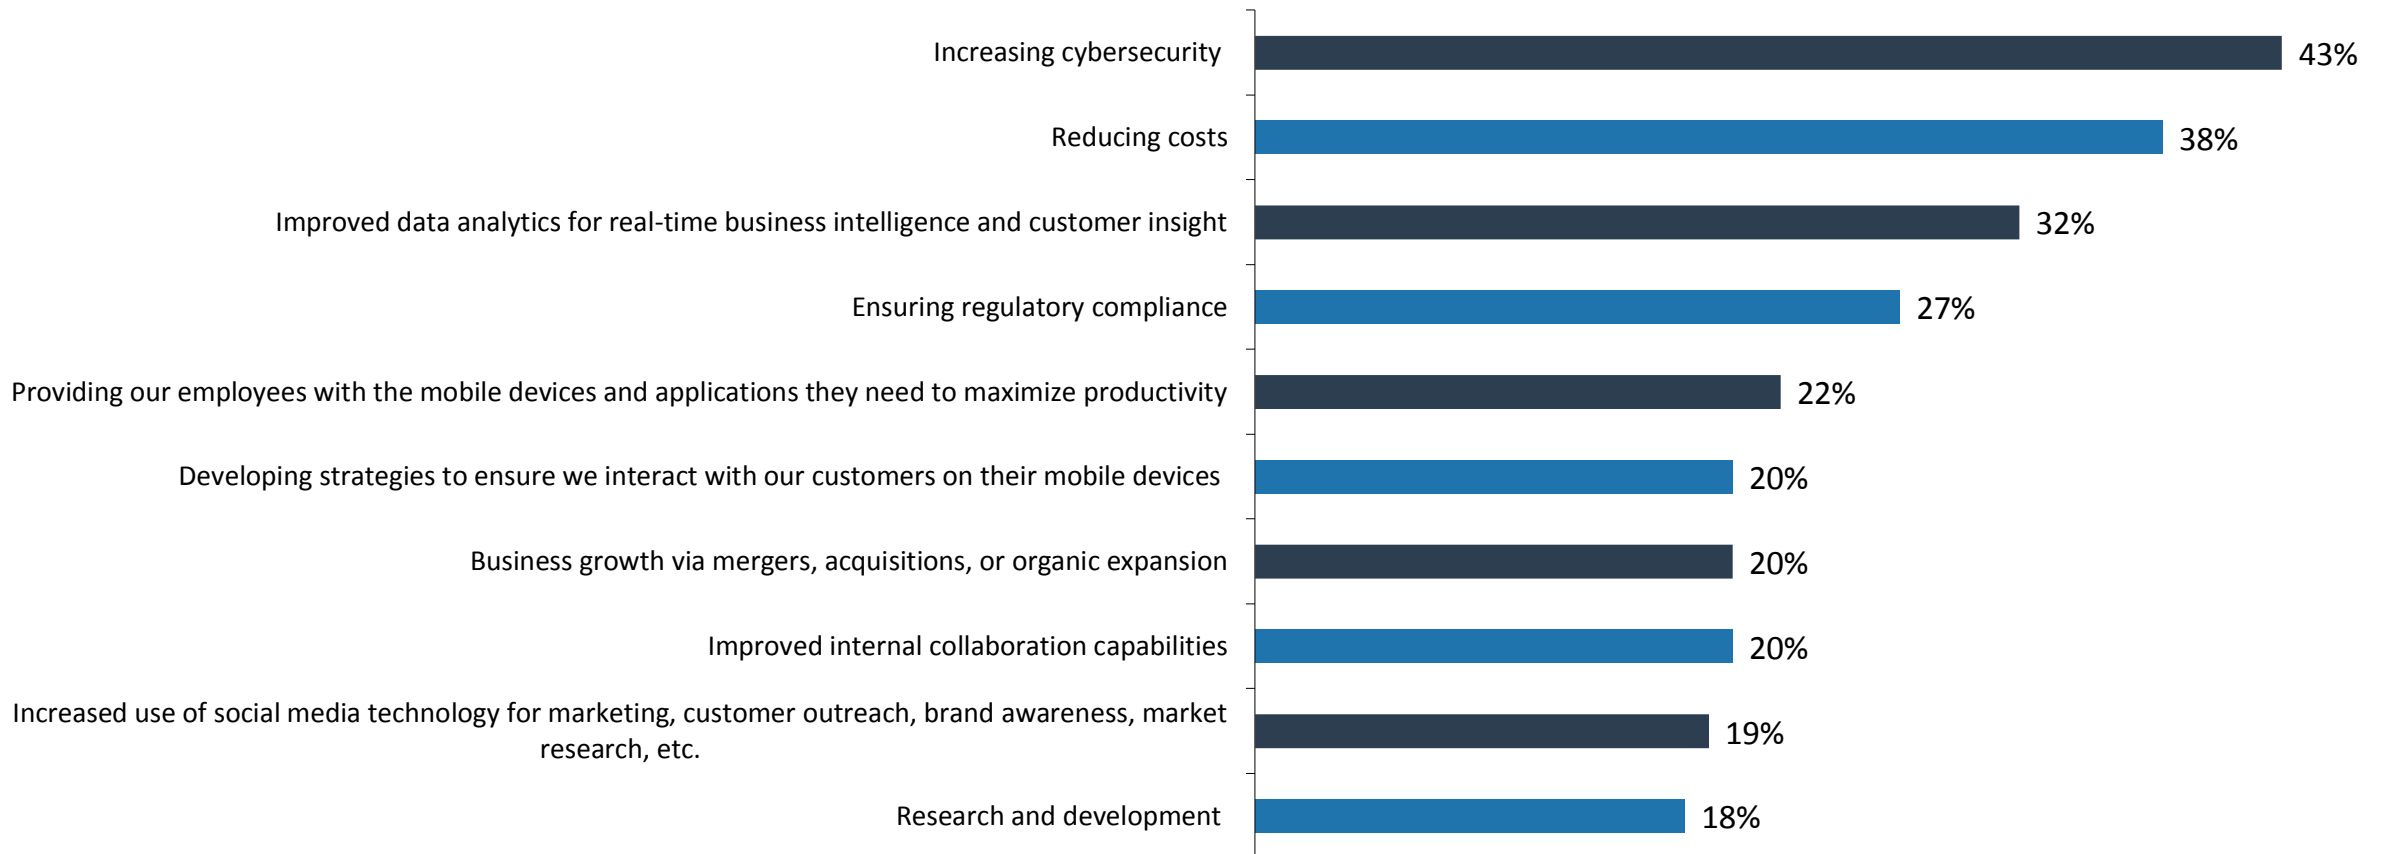 Increasing cybersecurity 43%
Reducing costs 38%
Improved data analytics for real-time business intelligence and customer insight 32%
Ensuring regulatory compliance 27%
Providing our employees with the mobile devices and applications they need to maximize productivity 22%
Developing strategies to ensure we interact with our customers on their mobile devices 20%
Business growth via mergers, acquisitions, or organic expansion 20%
Improved internal collaboration capabilities 20%
Increased use of social media technology for marketing, customer outreach, brand awareness, market
research, etc. 19%
Research and development 18%